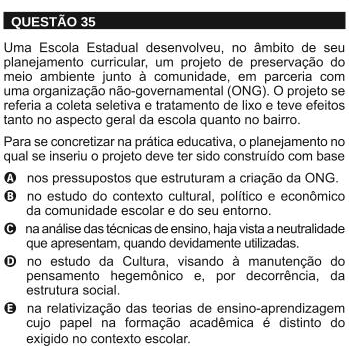 QUESTÃO 35
Uma Escola Estadual desenvolveu, no âmbito de seu
planejamento curricular, um projeto de preservação do
meio ambiente junto à comunidade, em parceria com
uma organização não-governamental (ONG). O projeto se
referia a coleta seletiva e tratamento de lixo e teve efeitos
tanto no aspecto geral da escola quanto no bairro.
Para se concretizar na prática educativa, o planejamento no
qual se inseriu o projeto deve ter sido construído com base
A nos pressupostos que estruturam a criação da ONG.
B no estudo do contexto cultural, político e econômico
da comunidade escolar e do seu entorno.
C na análise das técnicas de ensino, haja vista a neutralidade
que apresentam, quando devidamente utilizadas.
D no estudo da Cultura, visando à manutenção do
pensamento hegemônico e, por decorrência, da
estrutura social.
E na relativização das teorias de ensino-aprendizagem
cujo papel na formação acadêmica é distinto do
exigido no contexto escolar.